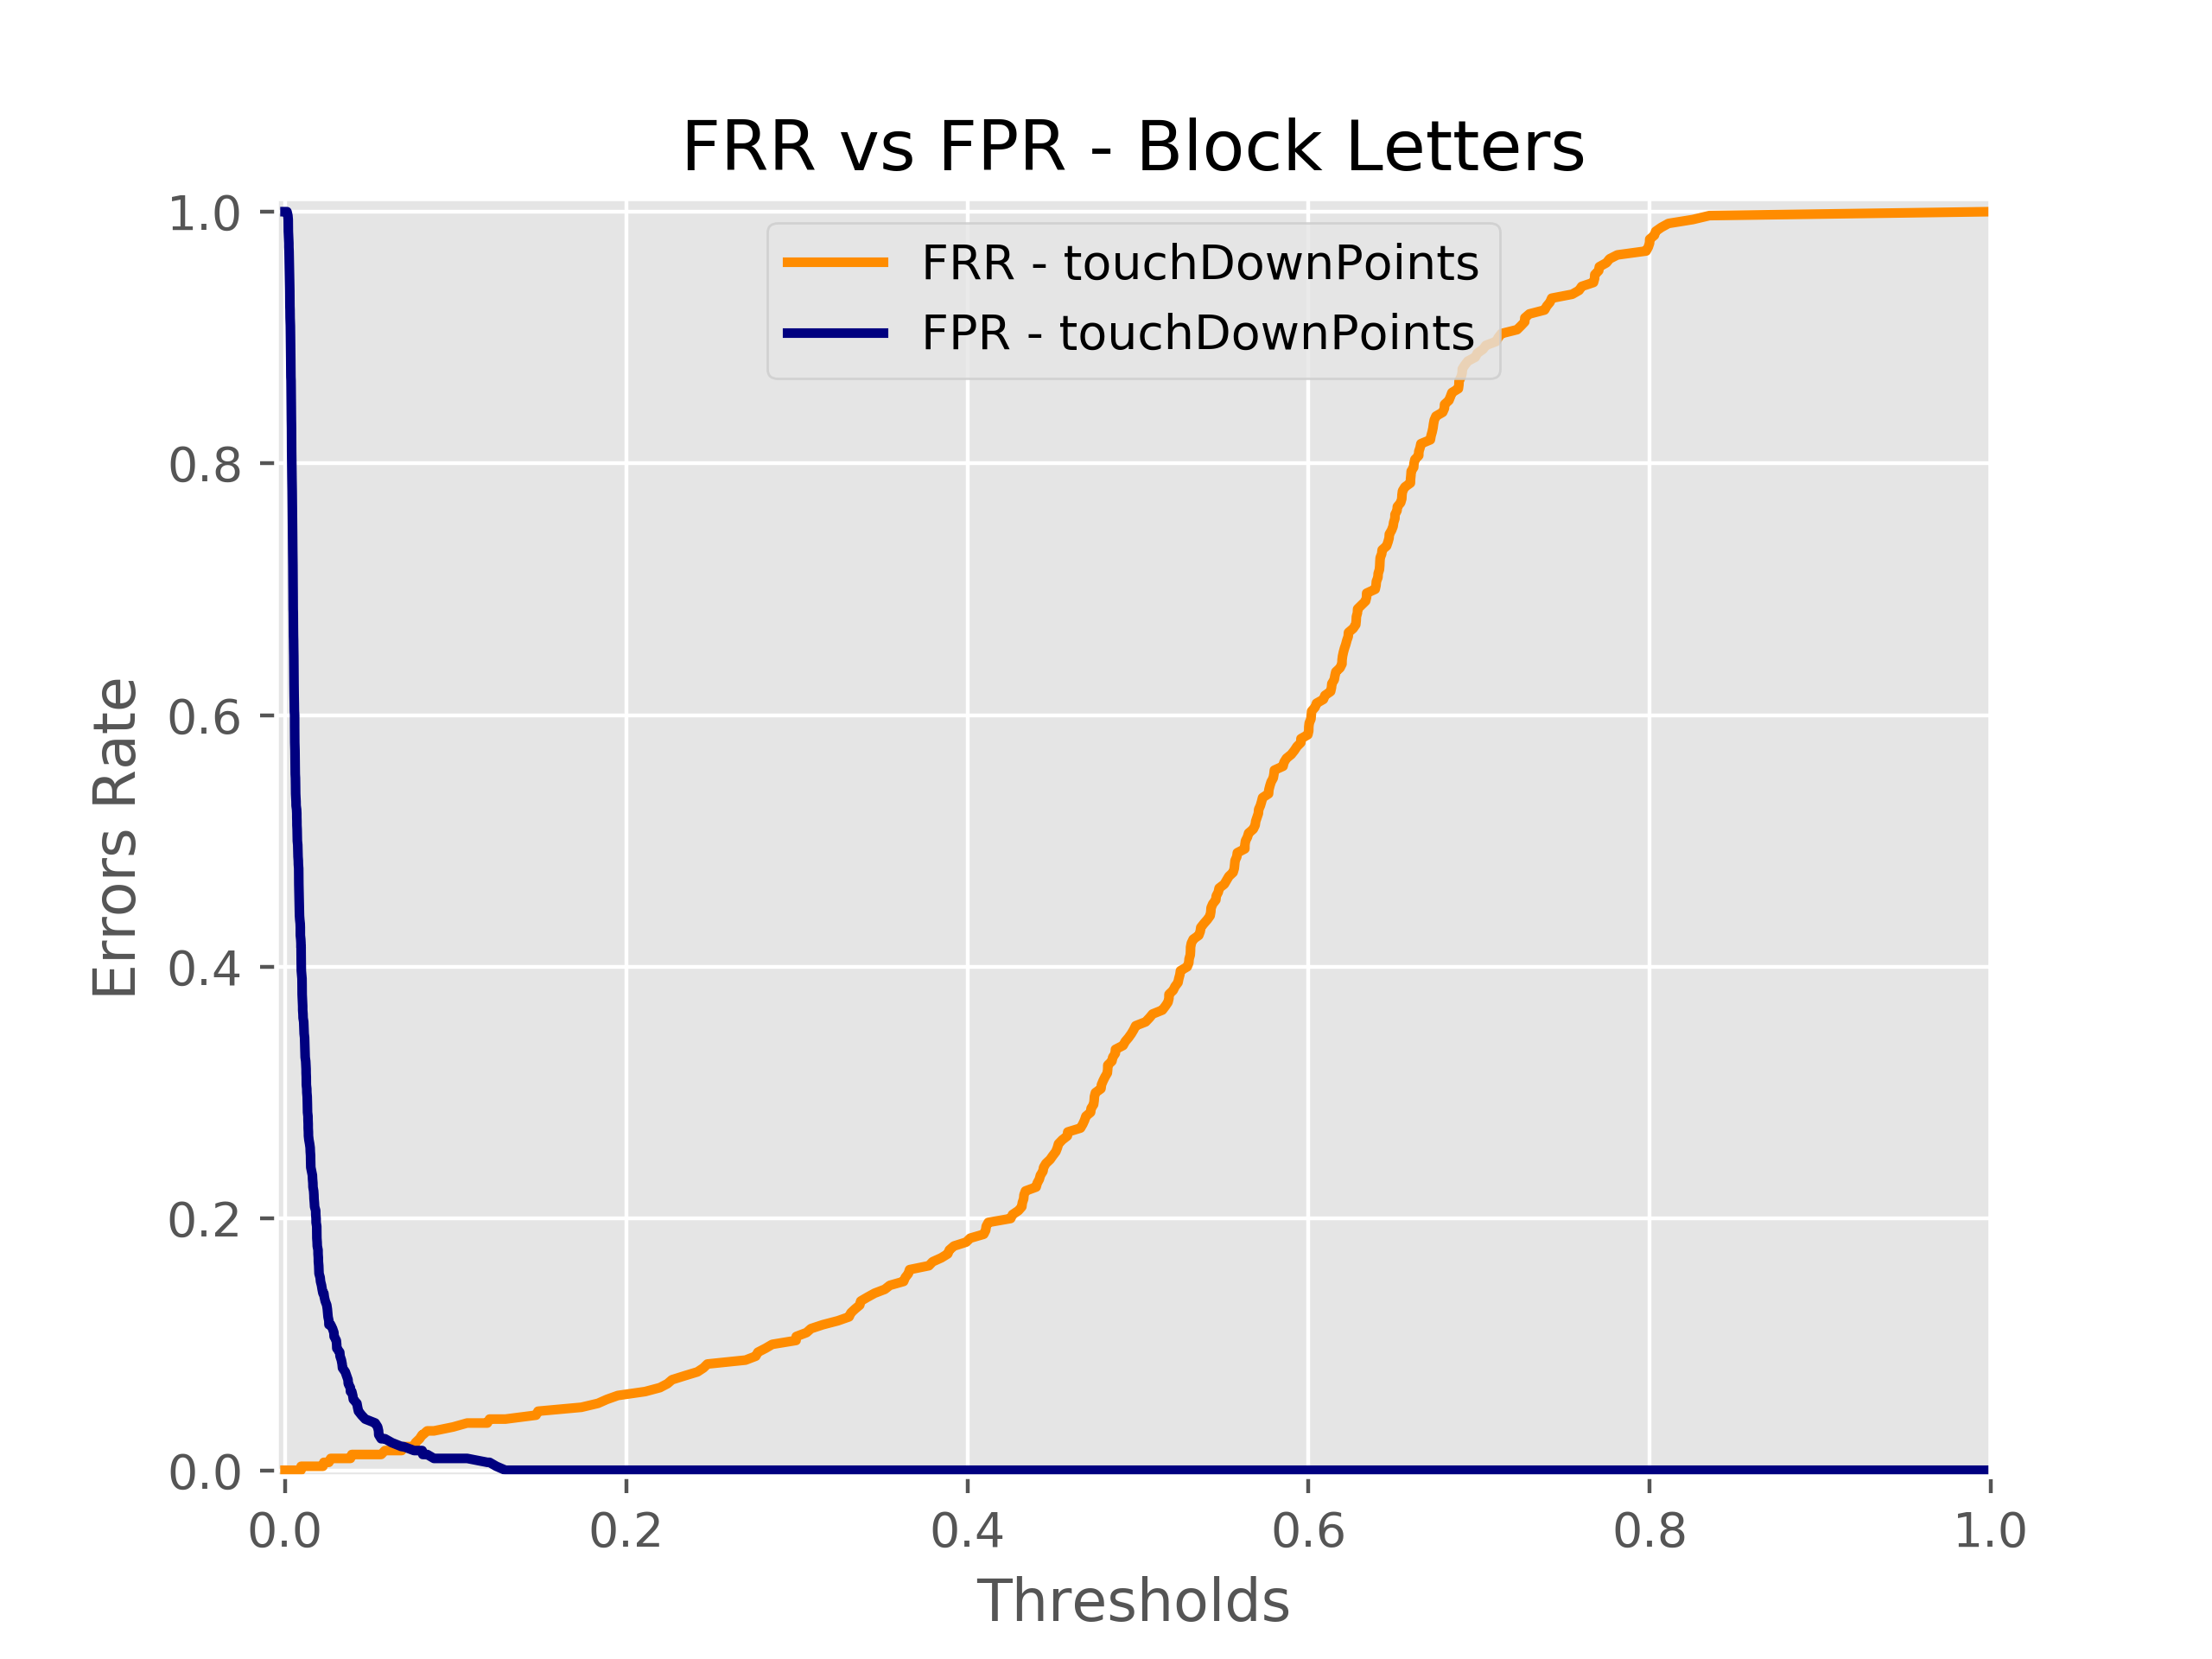 FRR vs FPR - Block Letters
FRR - touchDownPoints
FPR - touchDownPoints
Errors Rate
1.0
0.8
0.6
0.4
0.2
0.0
0.0 0.2 0.4 0.6 0.8 1.0
Thresholds